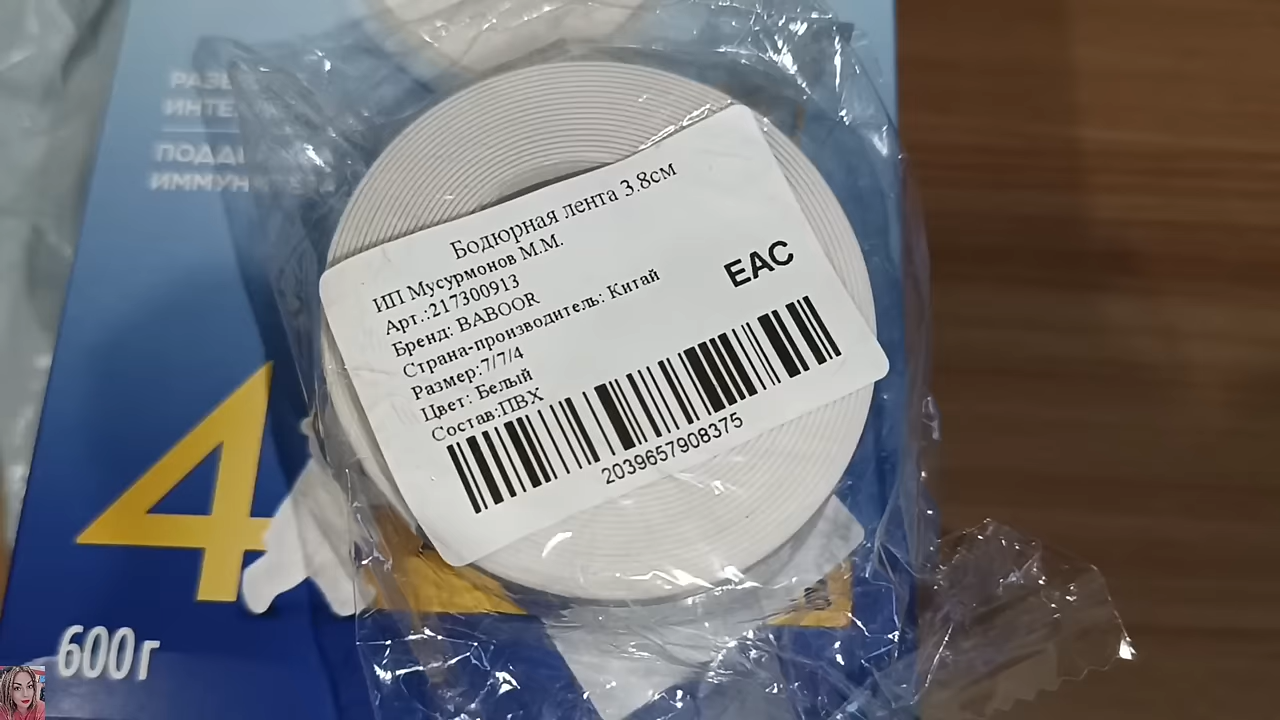 Бодюрная лента 3.8см
ИП Мусурмонов М.М.
Арт.:217300913
Бренд: BABOOR
Страна-производитель: Китай
Размер:7/7/4
Цвет: Белый
Состав:ПВХ
EAC
2039657908375
4
600г